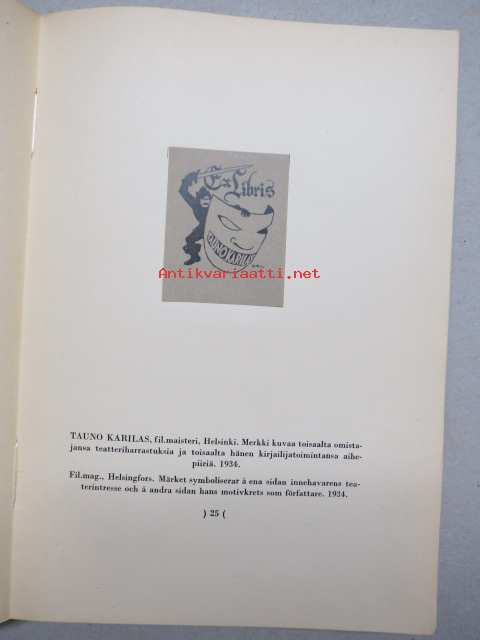 Ex Libris
TAUNO KARILAS
Antikvariaatti.net
TAUNO KARILAS, fil.maisteri, Helsinki. Merkki kuvaa toisaalta omista-
jansa teatteriharrastuksia ja toisaalta hänen kirjailijatoimintansa aihe-
piiriä. 1934.
Fil.mag., Helsingfors. Märket symboliserar å ena sidan innehavarens tea-
terintresse och å andra sidan hans motivkrets som författare. 1934.
) 25 (